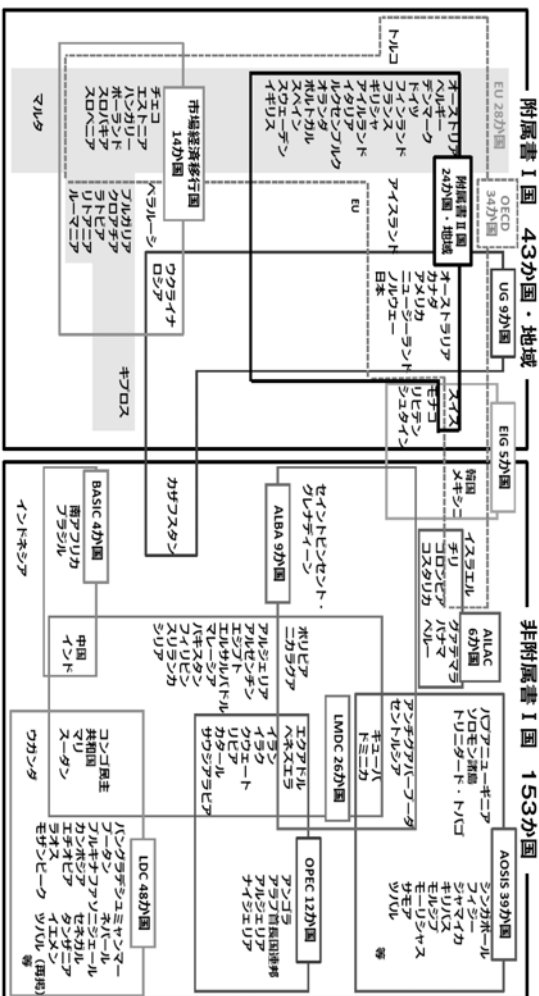 附属書Ⅰ国 43か国・地域
EU 28か国
OECD
34か国
UG 9か国
EIG 5か国
トルコ
附属書Ⅱ国
24か国・地域
オーストリア
ベルギー
デンマーク
ドイツ
フィンランド
フランス
ギリシャ
アイルランド
イタリア
ルクセンブルク
オランダ
ポルトガル
スペイン
スウェーデン
イギリス
アイスランド
EU
オーストラリア
カナダ
アメリカ
ニュージーランド
ノルウェー
日本
スイス
モナコ
リヒテン
シュタイン
市場経済移行国
14か国
チェコ
エストニア
ハンガリー
ポーランド
スロバキア
スロベニア
マルタ
ベラルーシ
ブルガリア
クロアチア
ラトビア
リトアニア
ルーマニア
ウクライナ
ロシア
キプロス
非附属書Ⅰ国 153か国
韓国
メキシコ
イスラエル
チリ
コロンビア
コスタリカ
AILAC
6か国
グァテマラ
パナマ
ペルー
AOSIS 39か国
パプアニューギニア
ソロモン諸島
トリニダード・トバゴ
シンガポール
フィジー
ジャマイカ
キリバス
モルジブ
モーリシャス
サモア
ツバル
等
アンチグアバーブーダ
セントルシア
キューバ
ドミニカ
ALBA 9か国
セイントビンセント・
グレナディーン
ボリビア
ニカラグア
LMDC 26か国
エクアドル
ベネスエラ
イラン
イラク
クウェート
リビア
カタール
サウジアラビア
OPEC 12か国
アンゴラ
アラブ首長国連邦
アルジェリア
ナイジェリア
アルジェリア
アルゼンチン
エジプト
エルサルバドル
マレーシア
パキスタン
フィリピン
スリランカ
シリア
カザフスタン
BASIC 4か国
南アフリカ
ブラジル
中国
インド
インドネシア
コンゴ民主
共和国
マリ
スーダン
ウガンダ
LDC 48か国
バングラデシュ ミャンマー
ブータン ネパール
ブルキナファソ ニジェール
カンボジア セネガル
エチオピア タンザニア
ラオス イエメン
モザンビーク ツバル（再掲）
等